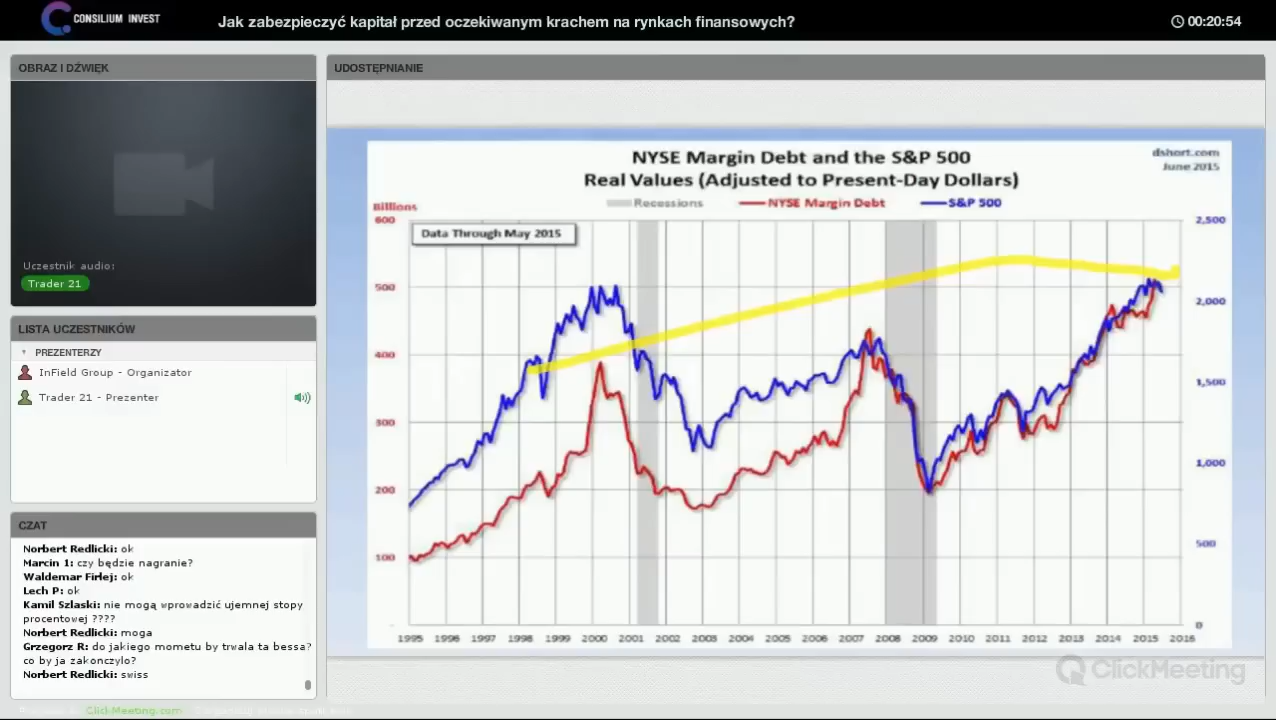 CONSILIUM INVEST
Jak zabezpieczyć kapitał przed oczekiwanym krachem na rynkach finansowych?
00:20:54
OBRAZ I DŹWIĘK
Uczestnik audio:
Trader 21
LISTA UCZESTNIKÓW
PREZENTERZY
InField Group - Organizator
Trader 21 - Prezenter
CZAT
Norbert Redlicki: ok
Marcin 1: czy będzie nagranie?
Waldemar Firlej: ok
Lech P: ok
Kamil Szlaski: nie mogą wprowadzić ujemnej stopy
procentowej ????
Norbert Redlicki: moga
Grzegorz R: do jakiego mometu by trwala ta bessa?
co by ja zakonczylo?
Norbert Redlicki: swiss
ClickMeeting.com
UDOSTĘPNIANIE
NYSE Margin Debt and the S&P 500
Real Values (Adjusted to Present-Day Dollars)
dshort.com
June 2015
Recessions NYSE Margin Debt S&P 500
Billions
Data Through May 2015
600
500
400
300
200
100
2,500
2,000
1,500
1,000
500
0
1995 1996 1997 1998 1999 2000 2001 2002 2003 2004 2005 2006 2007 2008 2009 2010 2011 2012 2013 2014 2015 2016
ClickMeeting